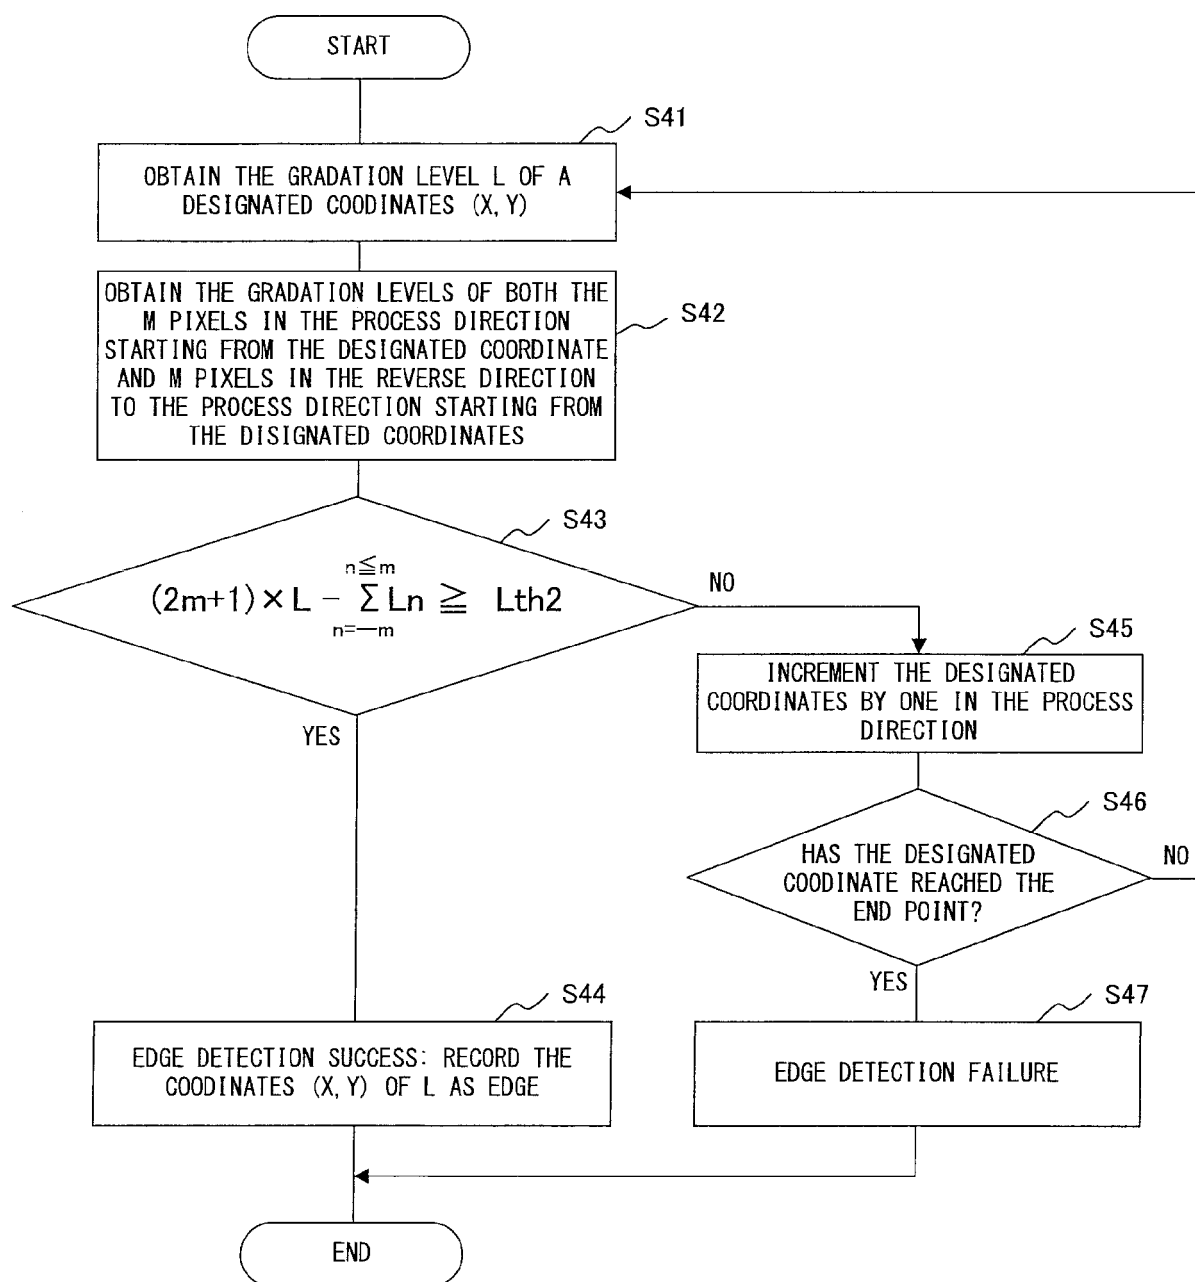 START
S41
OBTAIN THE GRADATION LEVEL L OF A
DESIGNATED COODINATES (X,Y)
OBTAIN THE GRADATION LEVELS OF BOTH THE
M PIXELS IN THE PROCESS DIRECTION
STARTING FROM THE DESIGNATED COORDINATE
AND M PIXELS IN THE REVERSE DIRECTION
TO THE PROCESS DIRECTION STARTING FROM
THE DISIGNATED COORDINATES
S42
S43
n≦m
(2m+1)×L − Σ Ln ≧ Lth2
n=−m
NO
YES
S45
INCREMENT THE DESIGNATED
COORDINATES BY ONE IN THE PROCESS
DIRECTION
S46
HAS THE DESIGNATED
COODINATE REACHED THE
END POINT?
NO
YES
S44
EDGE DETECTION SUCCESS: RECORD THE
COODINATES (X,Y) OF L AS EDGE
S47
EDGE DETECTION FAILURE
END